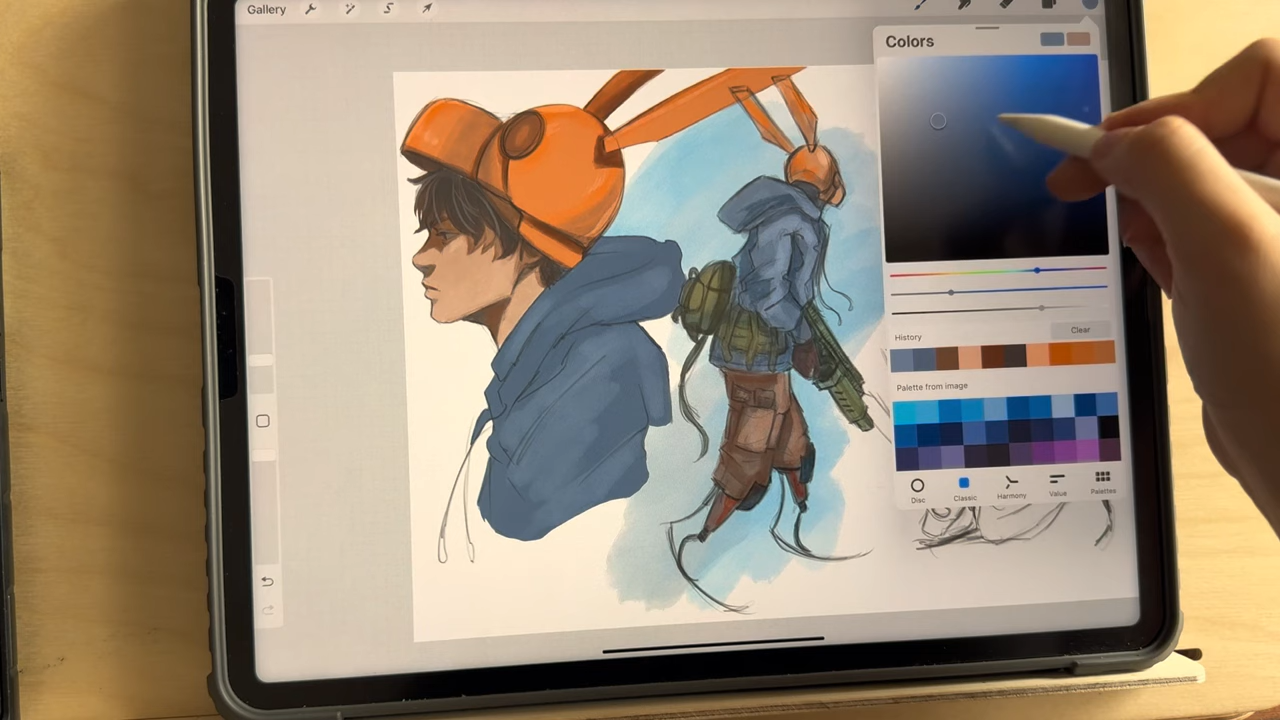 Gallery
Colors
History
Clear
Palette from image
Disc
Classic
Harmony
Value
Palettes